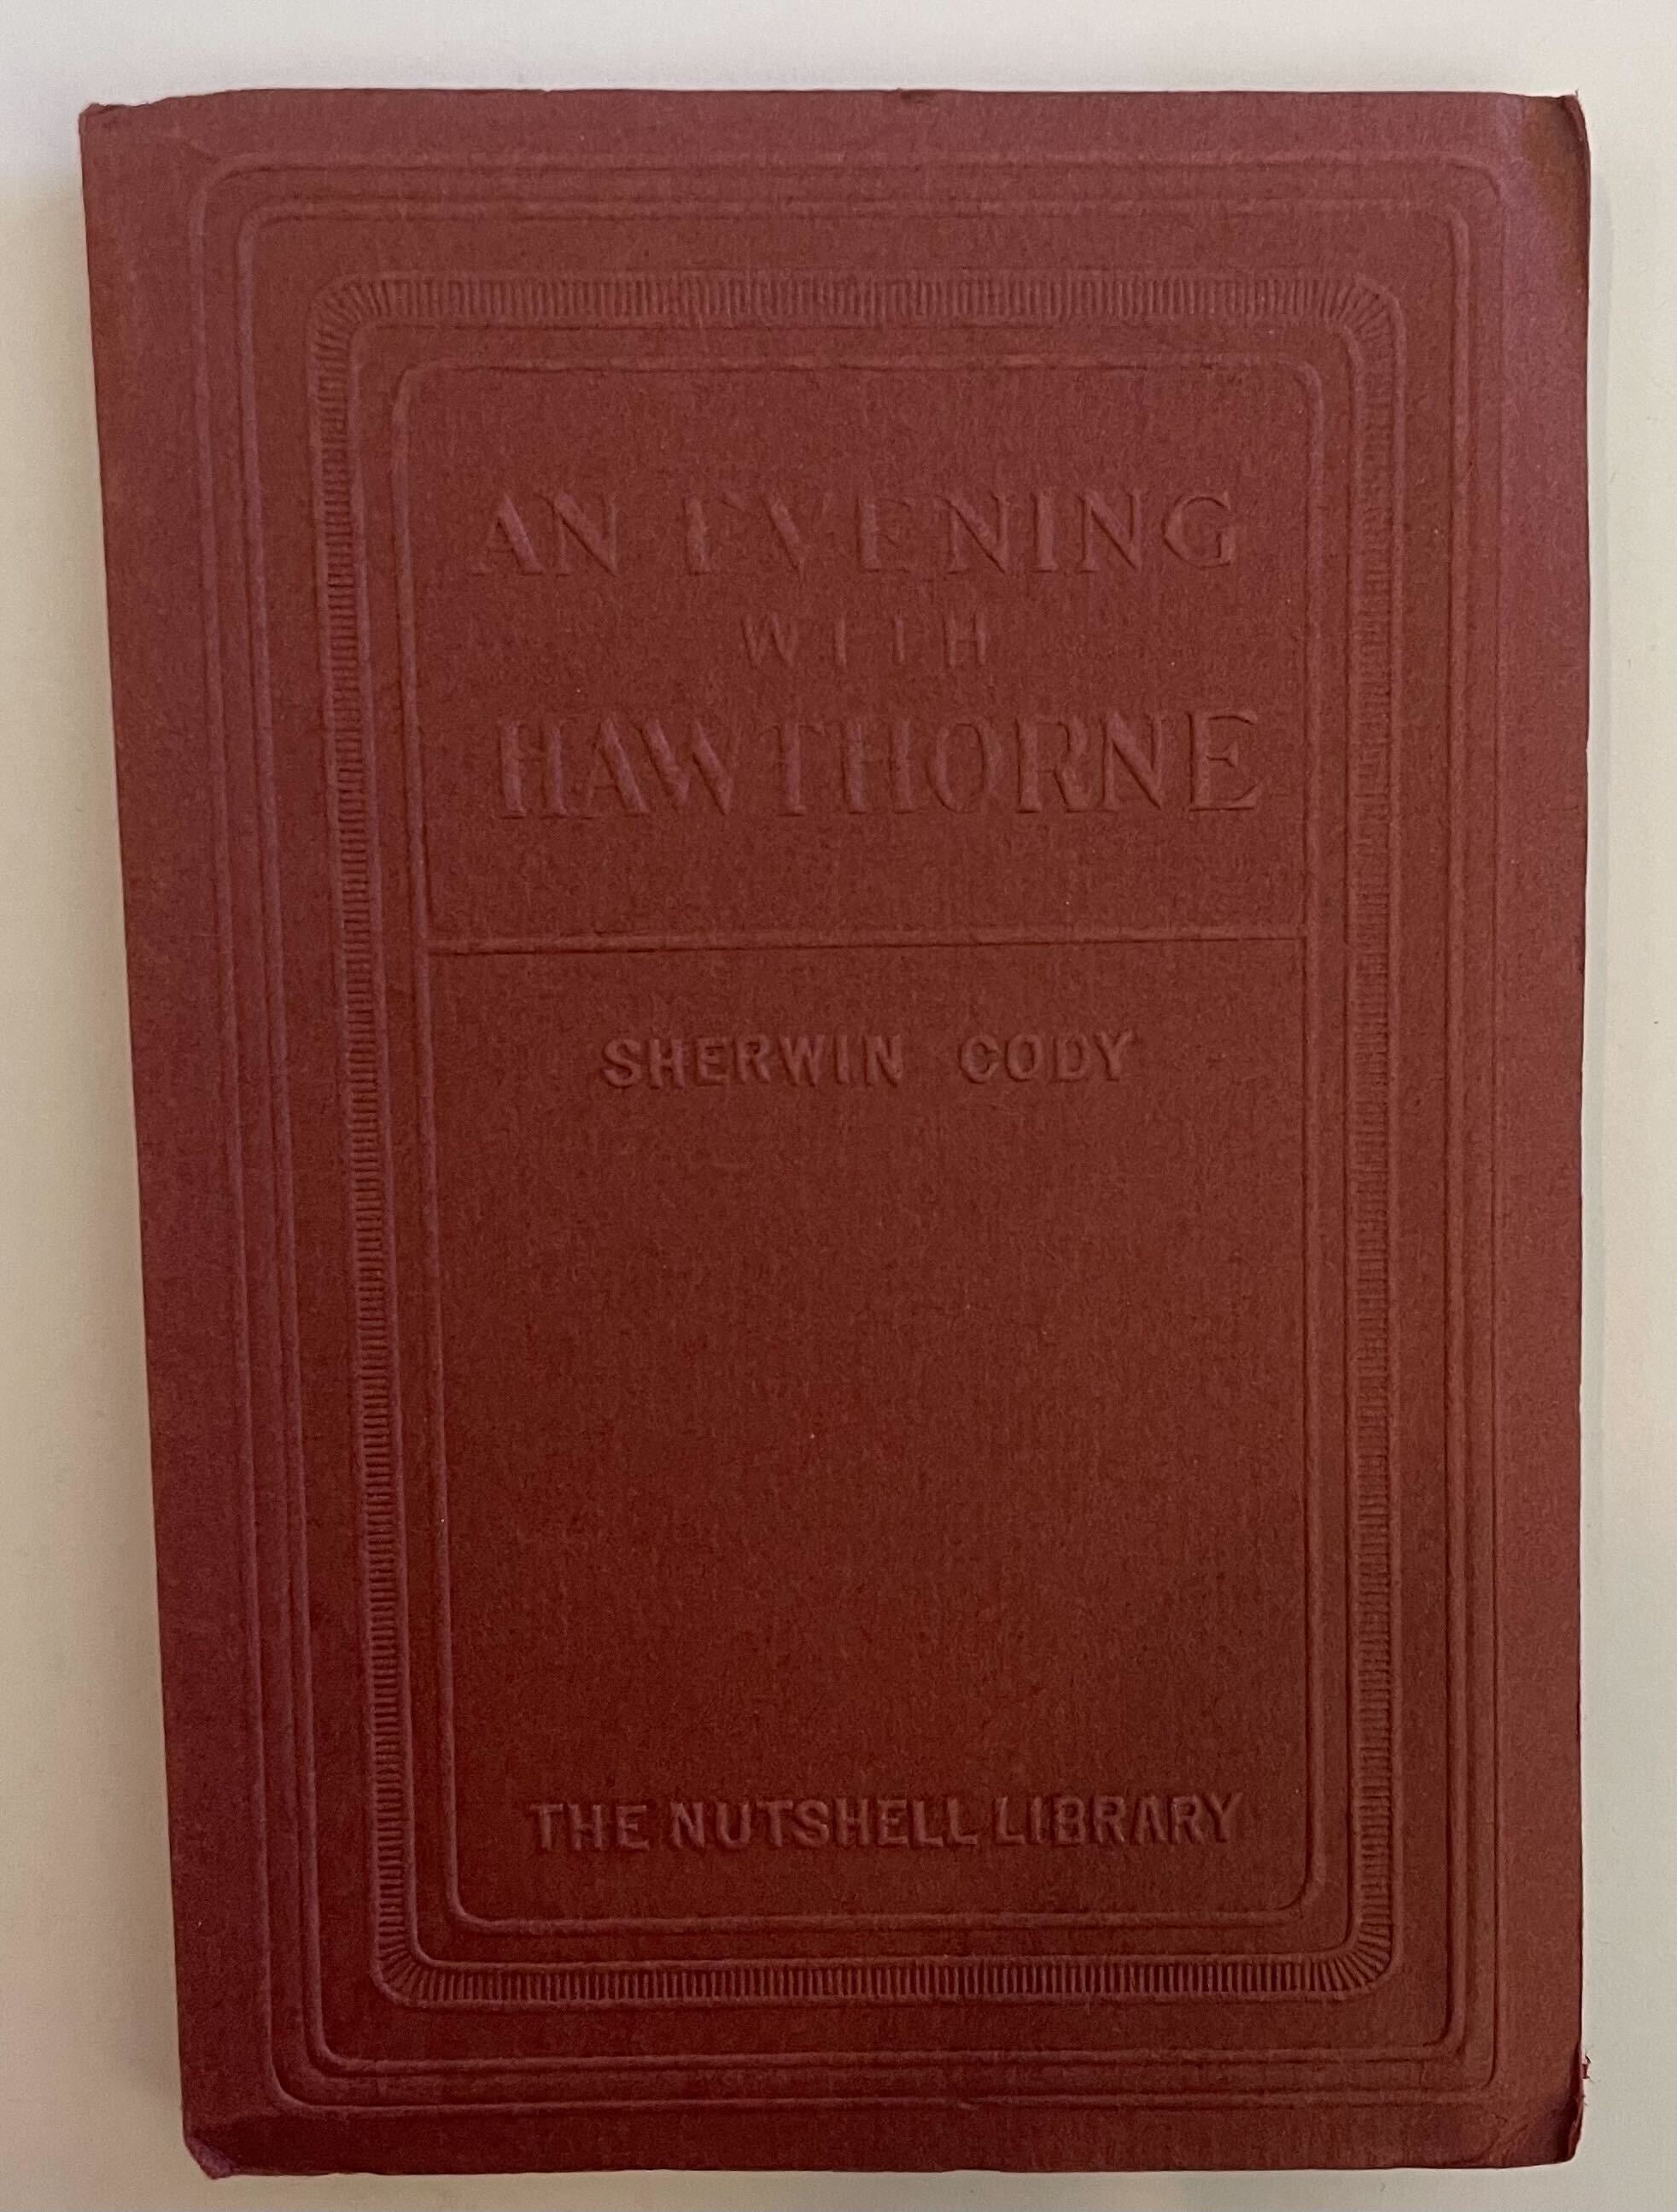 AN EVENING
WITH
HAWTHORNE
SHERWIN CODY
THE NUTSHELL LIBRARY